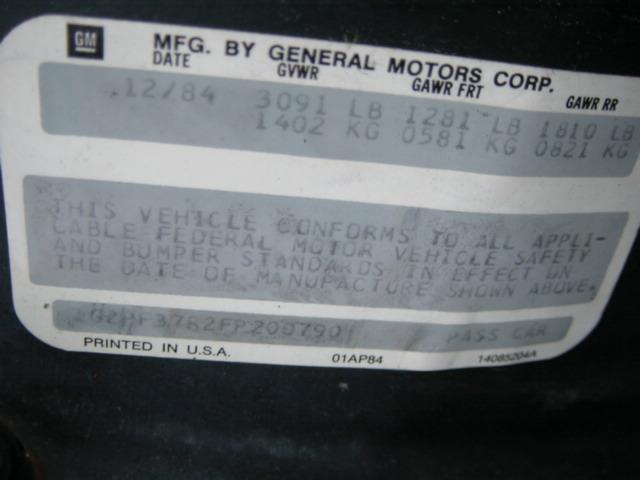 GM
MFG. BY GENERAL MOTORS CORP.
DATE GVWR GAWR FRT GAWR RR
12/84 3091 LB 1281 LB 1810 LB
1402 KG 0581 KG 0821 KG
THIS VEHICLE CONFORMS TO ALL APPLI-
CABLE FEDERAL MOTOR VEHICLE SAFETY
AND BUMPER STANDARDS IN EFFECT ON
THE DATE OF MANUFACTURE SHOWN ABOVE.
PASS CAR
PRINTED IN U.S.A. 01AP84 14085204A